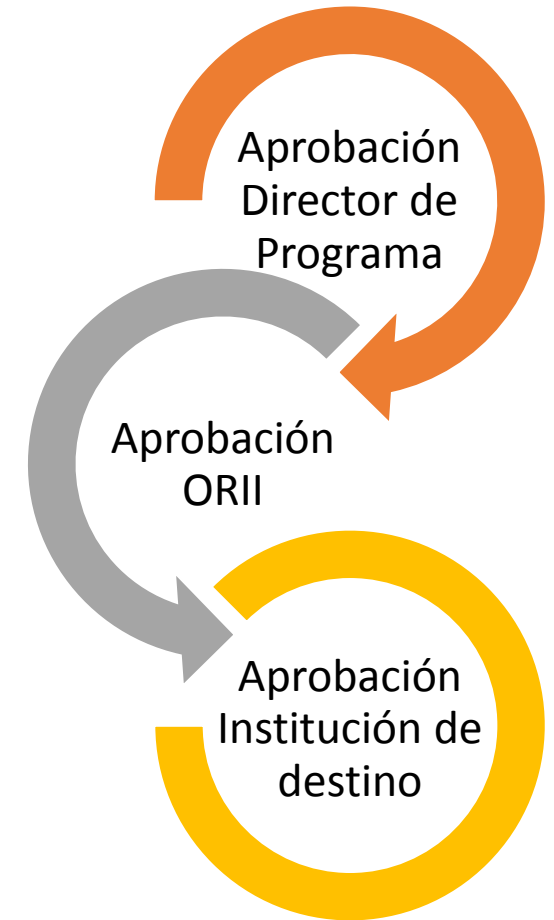 Aprobación
Director de
Programa
Aprobación
ORII
Aprobación
Institución de
destino